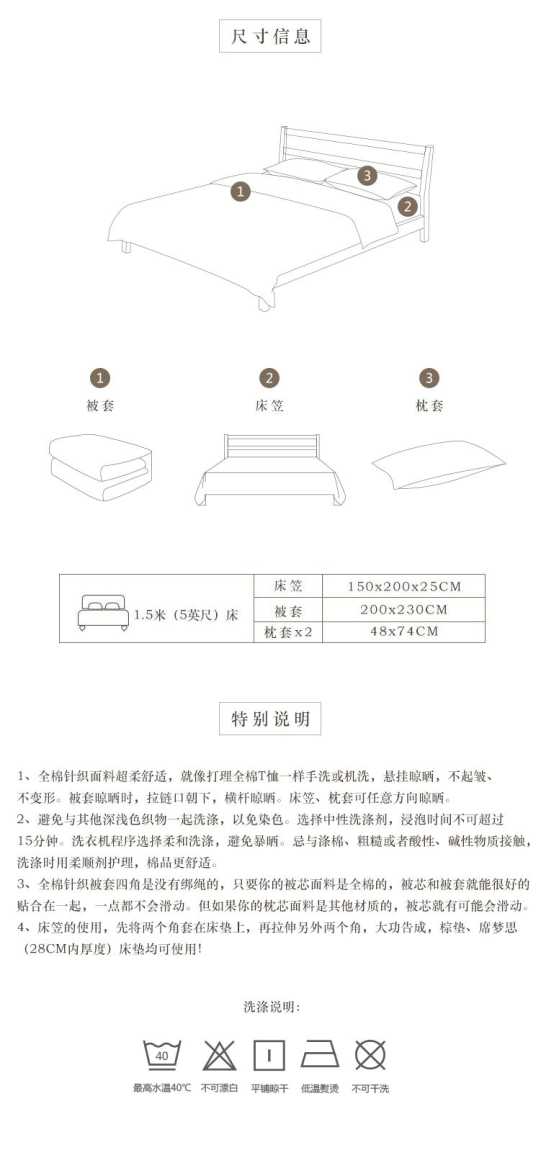 尺寸信息
1
3
2
1
2
3
被套
床笠
枕套
1.5米（5英尺）床
床笠
150x200x25CM
被套
200x230CM
枕套x2
48x74CM
特别说明
1、全棉针织面料超柔舒适，就像打理全棉T恤一样手洗或机洗，悬挂晾晒，不起皱、
不变形。被套晾晒时，拉链口朝下，横杆晾晒。床笠、枕套可任意方向晾晒。
2、避免与其他深浅色织物一起洗涤，以免染色。选择中性洗涤剂，浸泡时间不可超过
15分钟。洗衣机程序选择柔和洗涤，避免暴晒。忌与涤棉、粗糙或者酸性、碱性物质接触，
洗涤时用柔顺剂护理，棉品更舒适。
3、全棉针织被套四角是没有绑绳的，只要你的被芯面料是全棉的，被芯和被套就能很好的
贴合在一起，一点都不会滑动。但如果你的枕芯面料是其他材质的，被芯就有可能会滑动。
4、床笠的使用，先将两个角套在床垫上，再拉伸另外两个角，大功告成，棕垫、席梦思
（28CM内厚度）床垫均可使用!
洗涤说明:
40
最高水温40℃
不可漂白
平铺晾干
低温熨烫
不可干洗